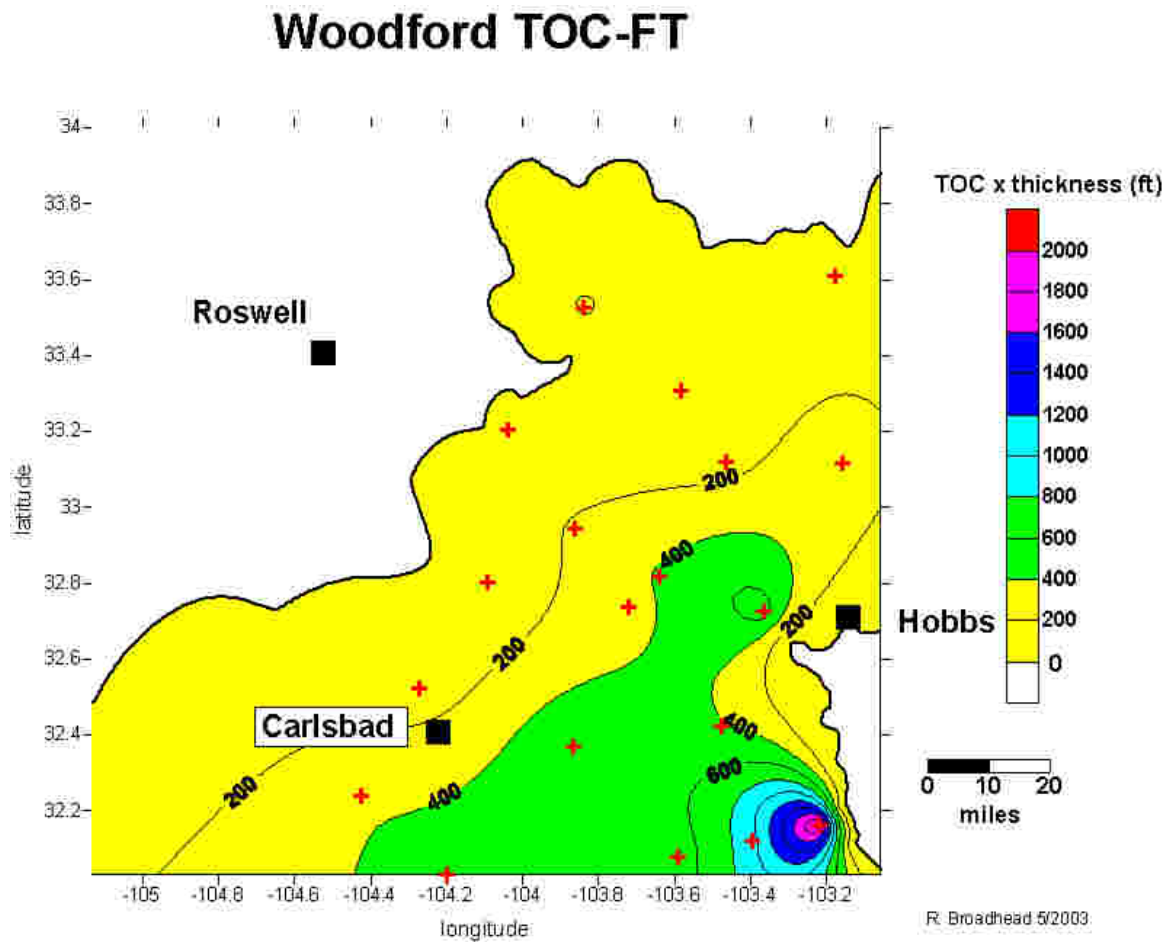 Woodford TOC-FT
TOC x thickness (ft)
34
33.8
33.6
33.4
33.2
33
32.8
32.6
32.4
32.2
latitude
Roswell
Hobbs
Carlsbad
200
400
200
200
400
600
400
200
2000
1800
1600
1400
1200
1000
800
600
400
200
0
0 10 20
miles
-105 -104.8 -104.6 -104.4 -104.2 -104 -103.8 -103.6 -103.4 -103.2
longitude
R. Broadhead 5/2003